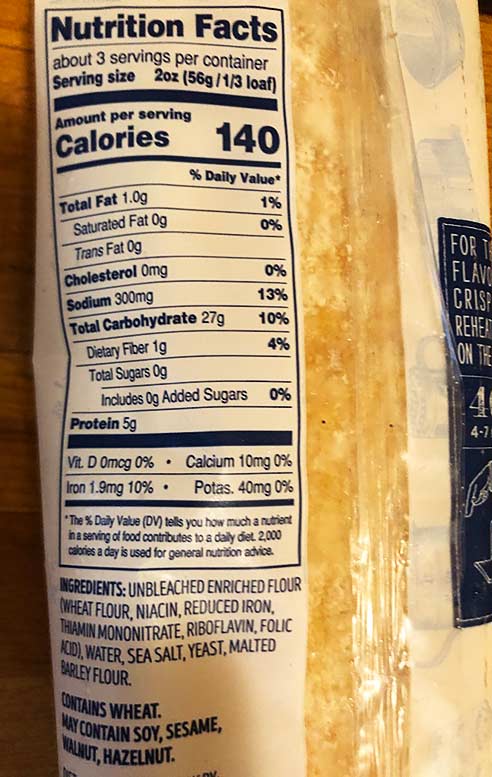 Nutrition Facts
about 3 servings per container
Serving size 2oz (56g/1/3 loaf)
Amount per serving
Calories 140
% Daily Value*
Total Fat 1.0g 1%
Saturated Fat 0g 0%
Trans Fat 0g
Cholesterol 0mg 0%
Sodium 300mg 13%
Total Carbohydrate 27g 10%
Dietary Fiber 1g 4%
Total Sugars 0g
Includes 0g Added Sugars 0%
Protein 5g
Vit. D 0mcg 0% • Calcium 10mg 0%
Iron 1.9mg 10% • Potas. 40mg 0%
*The % Daily Value (DV) tells you how much a nutrient
in a serving of food contributes to a daily diet. 2,000
calories a day is used for general nutrition advice.
INGREDIENTS: UNBLEACHED ENRICHED FLOUR
(WHEAT FLOUR, NIACIN, REDUCED IRON,
THIAMIN MONONITRATE, RIBOFLAVIN, FOLIC
ACID), WATER, SEA SALT, YEAST, MALTED
BARLEY FLOUR.
CONTAINS WHEAT.
MAY CONTAIN SOY, SESAME,
WALNUT, HAZELNUT.
FOR T
FLAVO
CRISP
REHEA
ON THE
4
4-7